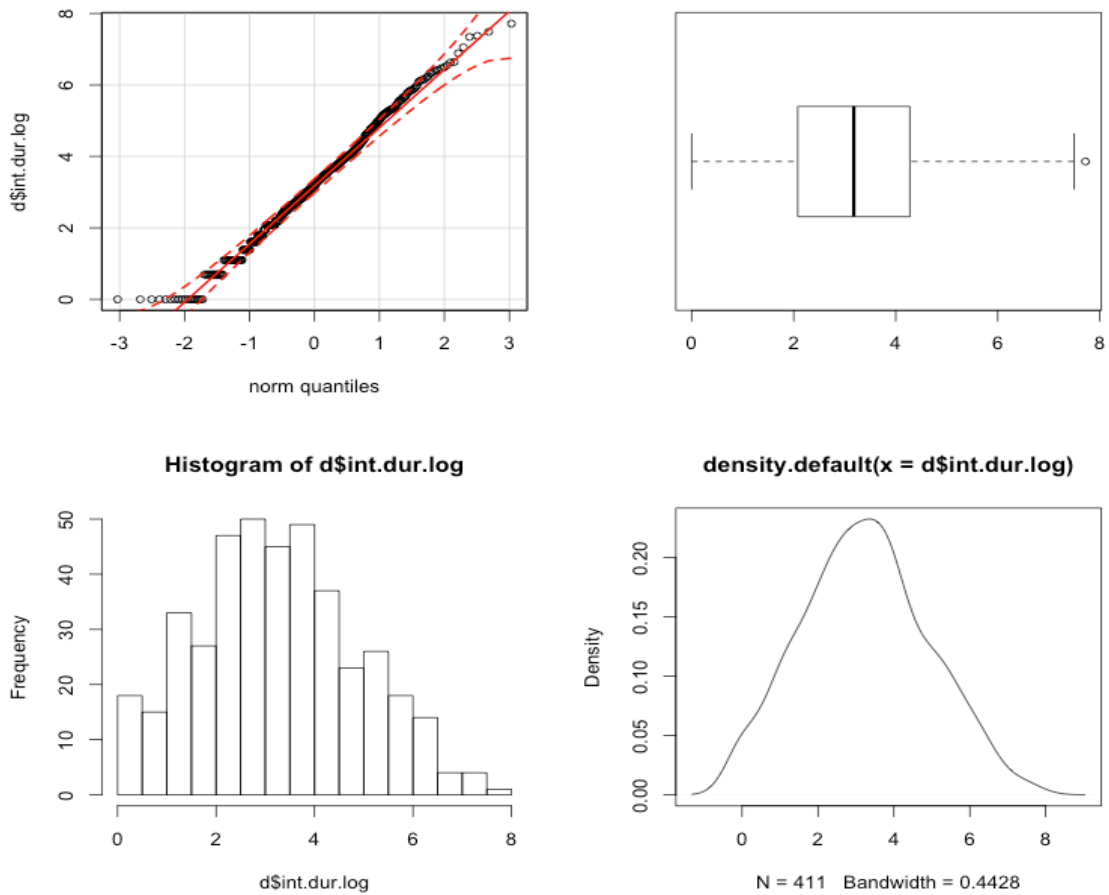 d$int.dur.log
8
6
4
2
0
-3 -2 -1 0 1 2 3
norm quantiles
0 2 4 6 8
Histogram of d$int.dur.log
Frequency
50
40
30
20
10
0
0 2 4 6 8
d$int.dur.log
density.default(x = d$int.dur.log)
Density
0.20
0.15
0.10
0.05
0.00
0 2 4 6 8
N = 411 Bandwidth = 0.4428